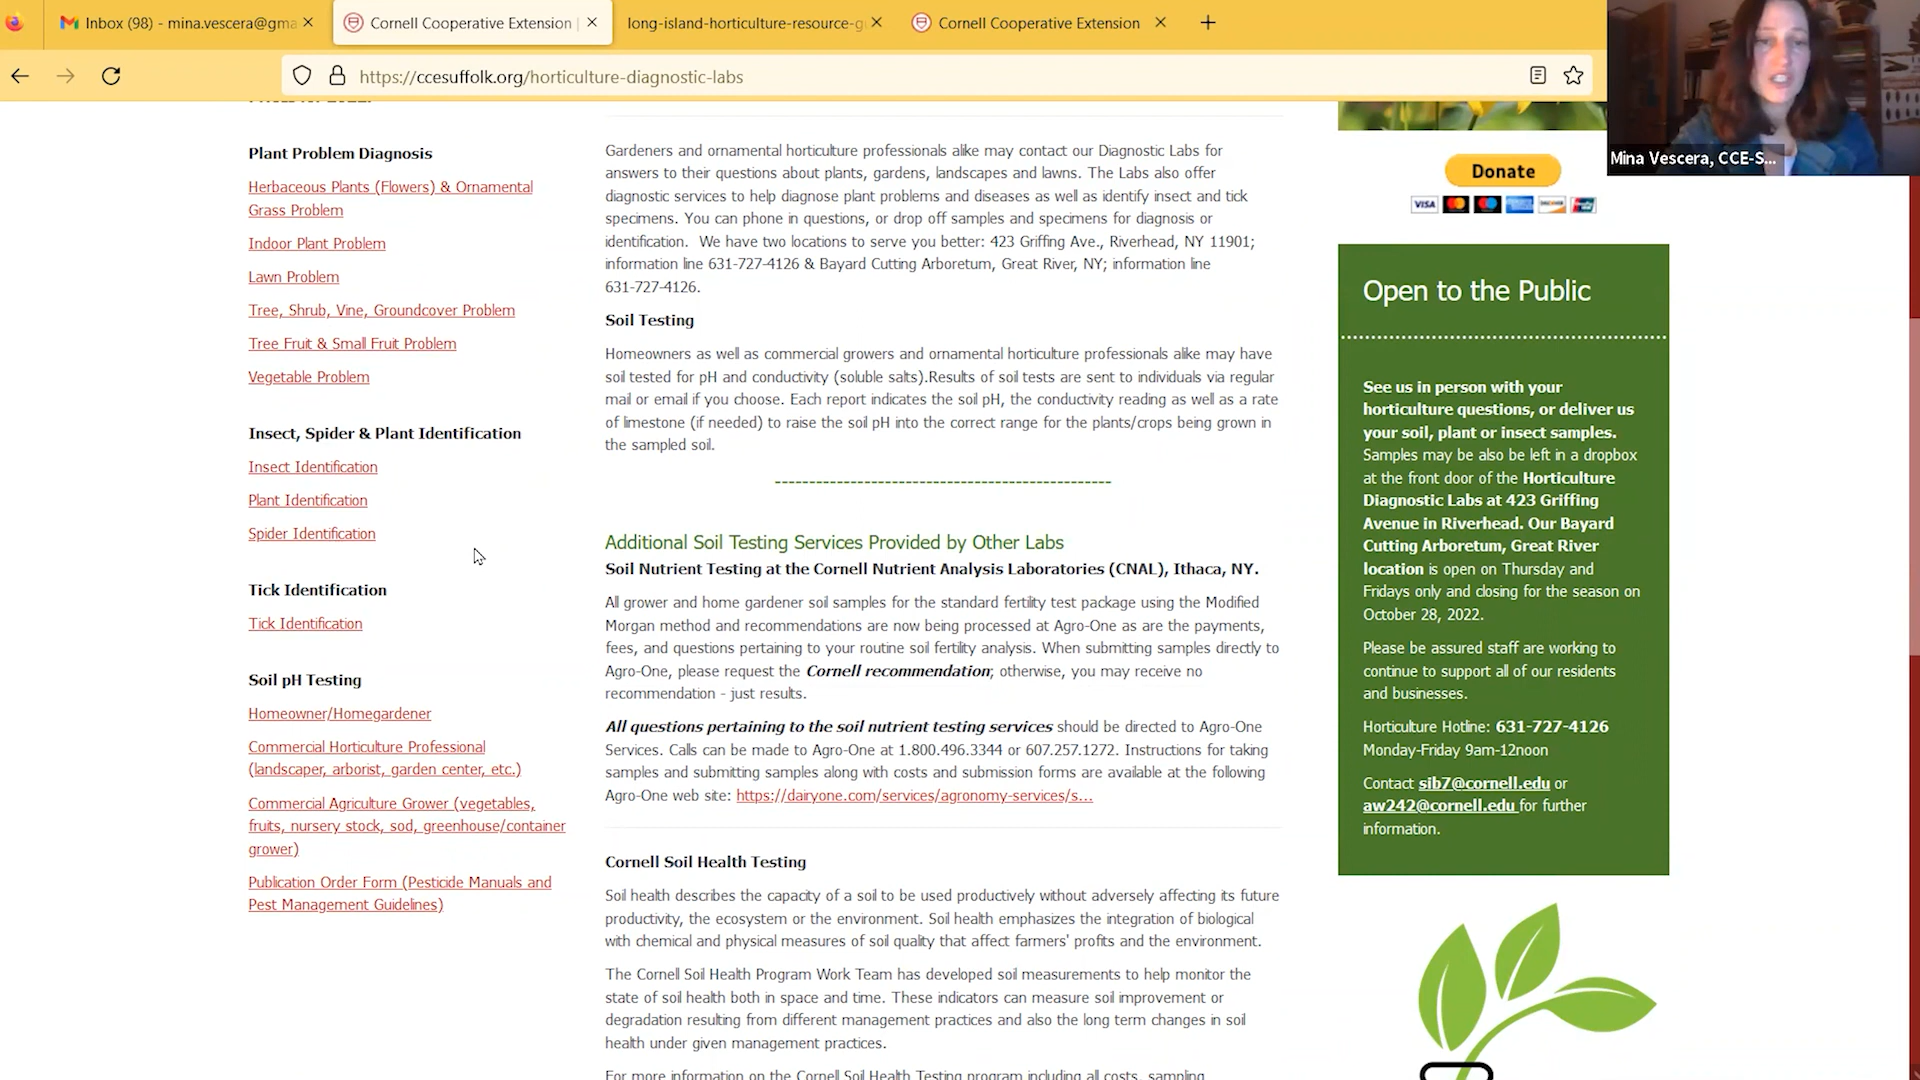 Inbox (98) - mina.vescera@gma
Cornell Cooperative Extension |
long-island-horticulture-resource-g
Cornell Cooperative Extension
https://ccesuffolk.org/horticulture-diagnostic-labs
Mina Vescera, CCE-S...
Plant Problem Diagnosis
Herbaceous Plants (Flowers) & Ornamental
Grass Problem
Indoor Plant Problem
Lawn Problem
Tree, Shrub, Vine, Groundcover Problem
Tree Fruit & Small Fruit Problem
Vegetable Problem
Insect, Spider & Plant Identification
Insect Identification
Plant Identification
Spider Identification
Tick Identification
Tick Identification
Soil pH Testing
Homeowner/Homegardener
Commercial Horticulture Professional
(landscaper, arborist, garden center, etc.)
Commercial Agriculture Grower (vegetables,
fruits, nursery stock, sod, greenhouse/container
grower)
Publication Order Form (Pesticide Manuals and
Pest Management Guidelines)
Gardeners and ornamental horticulture professionals alike may contact our Diagnostic Labs for
answers to their questions about plants, gardens, landscapes and lawns. The Labs also offer
diagnostic services to help diagnose plant problems and diseases as well as identify insect and tick
specimens. You can phone in questions, or drop off samples and specimens for diagnosis or
identification. We have two locations to serve you better: 423 Griffing Ave., Riverhead, NY 11901;
information line 631-727-4126 & Bayard Cutting Arboretum, Great River, NY; information line
631-727-4126.
Soil Testing
Homeowners as well as commercial growers and ornamental horticulture professionals alike may have
soil tested for pH and conductivity (soluble salts).Results of soil tests are sent to individuals via regular
mail or email if you choose. Each report indicates the soil pH, the conductivity reading as well as a rate
of limestone (if needed) to raise the soil pH into the correct range for the plants/crops being grown in
the sampled soil.
------------------------------------------------
Additional Soil Testing Services Provided by Other Labs
Soil Nutrient Testing at the Cornell Nutrient Analysis Laboratories (CNAL), Ithaca, NY.
All grower and home gardener soil samples for the standard fertility test package using the Modified
Morgan method and recommendations are now being processed at Agro-One as are the payments,
fees, and questions pertaining to your routine soil fertility analysis. When submitting samples directly to
Agro-One, please request the Cornell recommendation; otherwise, you may receive no
recommendation - just results.
All questions pertaining to the soil nutrient testing services should be directed to Agro-One
Services. Calls can be made to Agro-One at 1.800.496.3344 or 607.257.1272. Instructions for taking
samples and submitting samples along with costs and submission forms are available at the following
Agro-One web site: https://dairyone.com/services/agronomy-services/s...
Cornell Soil Health Testing
Soil health describes the capacity of a soil to be used productively without adversely affecting its future
productivity, the ecosystem or the environment. Soil health emphasizes the integration of biological
with chemical and physical measures of soil quality that affect farmers' profits and the environment.
The Cornell Soil Health Program Work Team has developed soil measurements to help monitor the
state of soil health both in space and time. These indicators can measure soil improvement or
degradation resulting from different management practices and also the long term changes in soil
health under given management practices.
For more information on the Cornell Soil Health Testing program including all costs, sampling
Donate
VISA
Open to the Public
See us in person with your
horticulture questions, or deliver us
your soil, plant or insect samples.
Samples may be also be left in a dropbox
at the front door of the Horticulture
Diagnostic Labs at 423 Griffing
Avenue in Riverhead. Our Bayard
Cutting Arboretum, Great River
location is open on Thursday and
Fridays only and closing for the season on
October 28, 2022.
Please be assured staff are working to
continue to support all of our residents
and businesses.
Horticulture Hotline: 631-727-4126
Monday-Friday 9am-12noon
Contact sib7@cornell.edu or
aw242@cornell.edu for further
information.